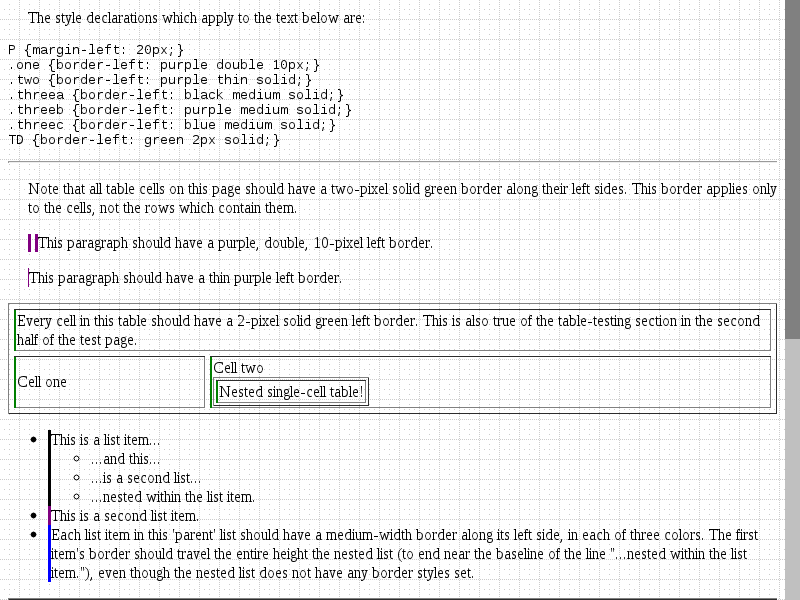 The style declarations which apply to the text below are:
P {margin-left: 20px;}
.one {border-left: purple double 10px;}
.two {border-left: purple thin solid;}
.threea {border-left: black medium solid;}
.threeb {border-left: purple medium solid;}
.threec {border-left: blue medium solid;}
TD {border-left: green 2px solid;}
Note that all table cells on this page should have a two-pixel solid green border along their left sides. This border applies only
to the cells, not the rows which contain them.
This paragraph should have a purple, double, 10-pixel left border.
This paragraph should have a thin purple left border.
Every cell in this table should have a 2-pixel solid green left border. This is also true of the table-testing section in the second
half of the test page.
Cell one
Cell two
Nested single-cell table!
This is a list item...
...and this...
...is a second list...
...nested within the list item.
This is a second list item.
Each list item in this 'parent' list should have a medium-width border along its left side, in each of three colors. The first
item's border should travel the entire height the nested list (to end near the baseline of the line "...nested within the list
item."), even though the nested list does not have any border styles set.